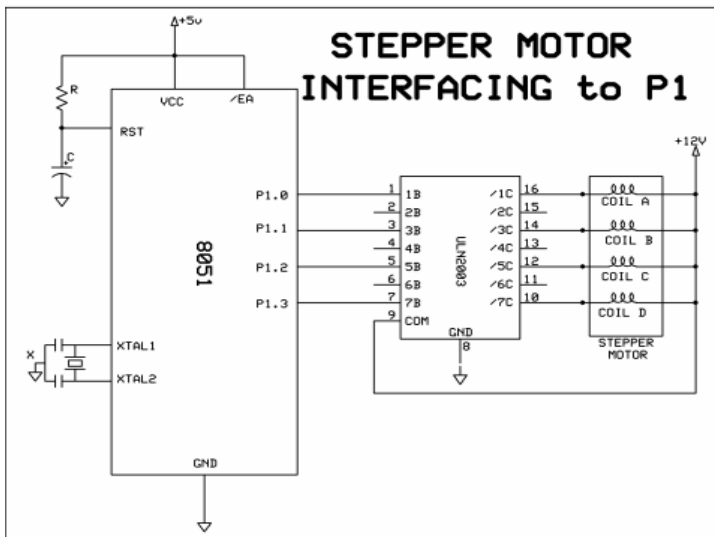 +5v
STEPPER MOTOR
INTERFACING to P1
R
VCC /EA
RST
C
+
+12V
P1.0 1 1B /1C 16
COIL A
2 2B /2C 15
P1.1 3 3B /3C 14
COIL B
4 4B /4C 13
P1.2 5 5B /5C 12
COIL C
6 6B /6C 11
P1.3 7 7B /7C 10
COIL D
9 COM
8051
ULN2003
GND
8
STEPPER
MOTOR
X
XTAL1
XTAL2
GND